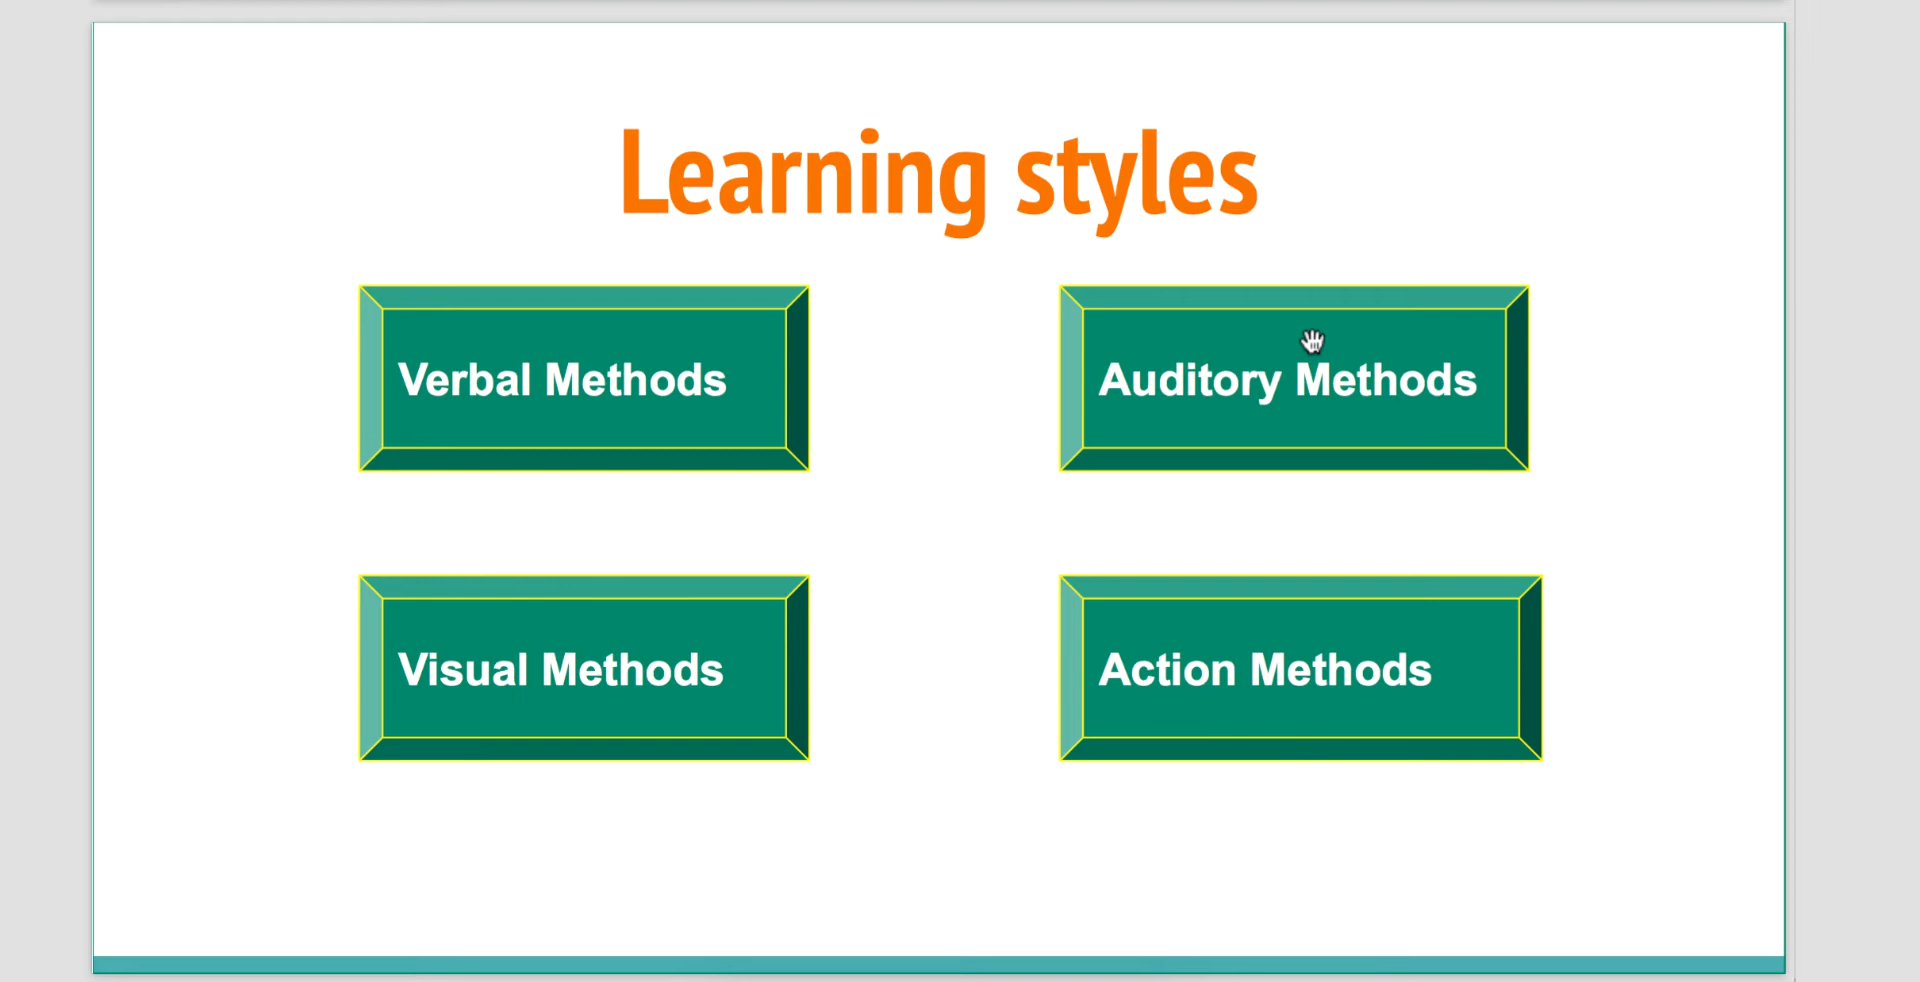 Learning styles
Verbal Methods
Auditory Methods
Visual Methods
Action Methods